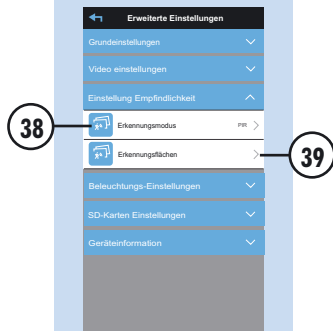 Erweiterte Einstellungen
Grundeinstellungen
Video einstellungen
Einstellung Empfindlichkeit
38
Erkennungsmodus PIR
Erkennungsflächen
39
Beleuchtungs-Einstellungen
SD-Karten Einstellungen
Geräteinformation